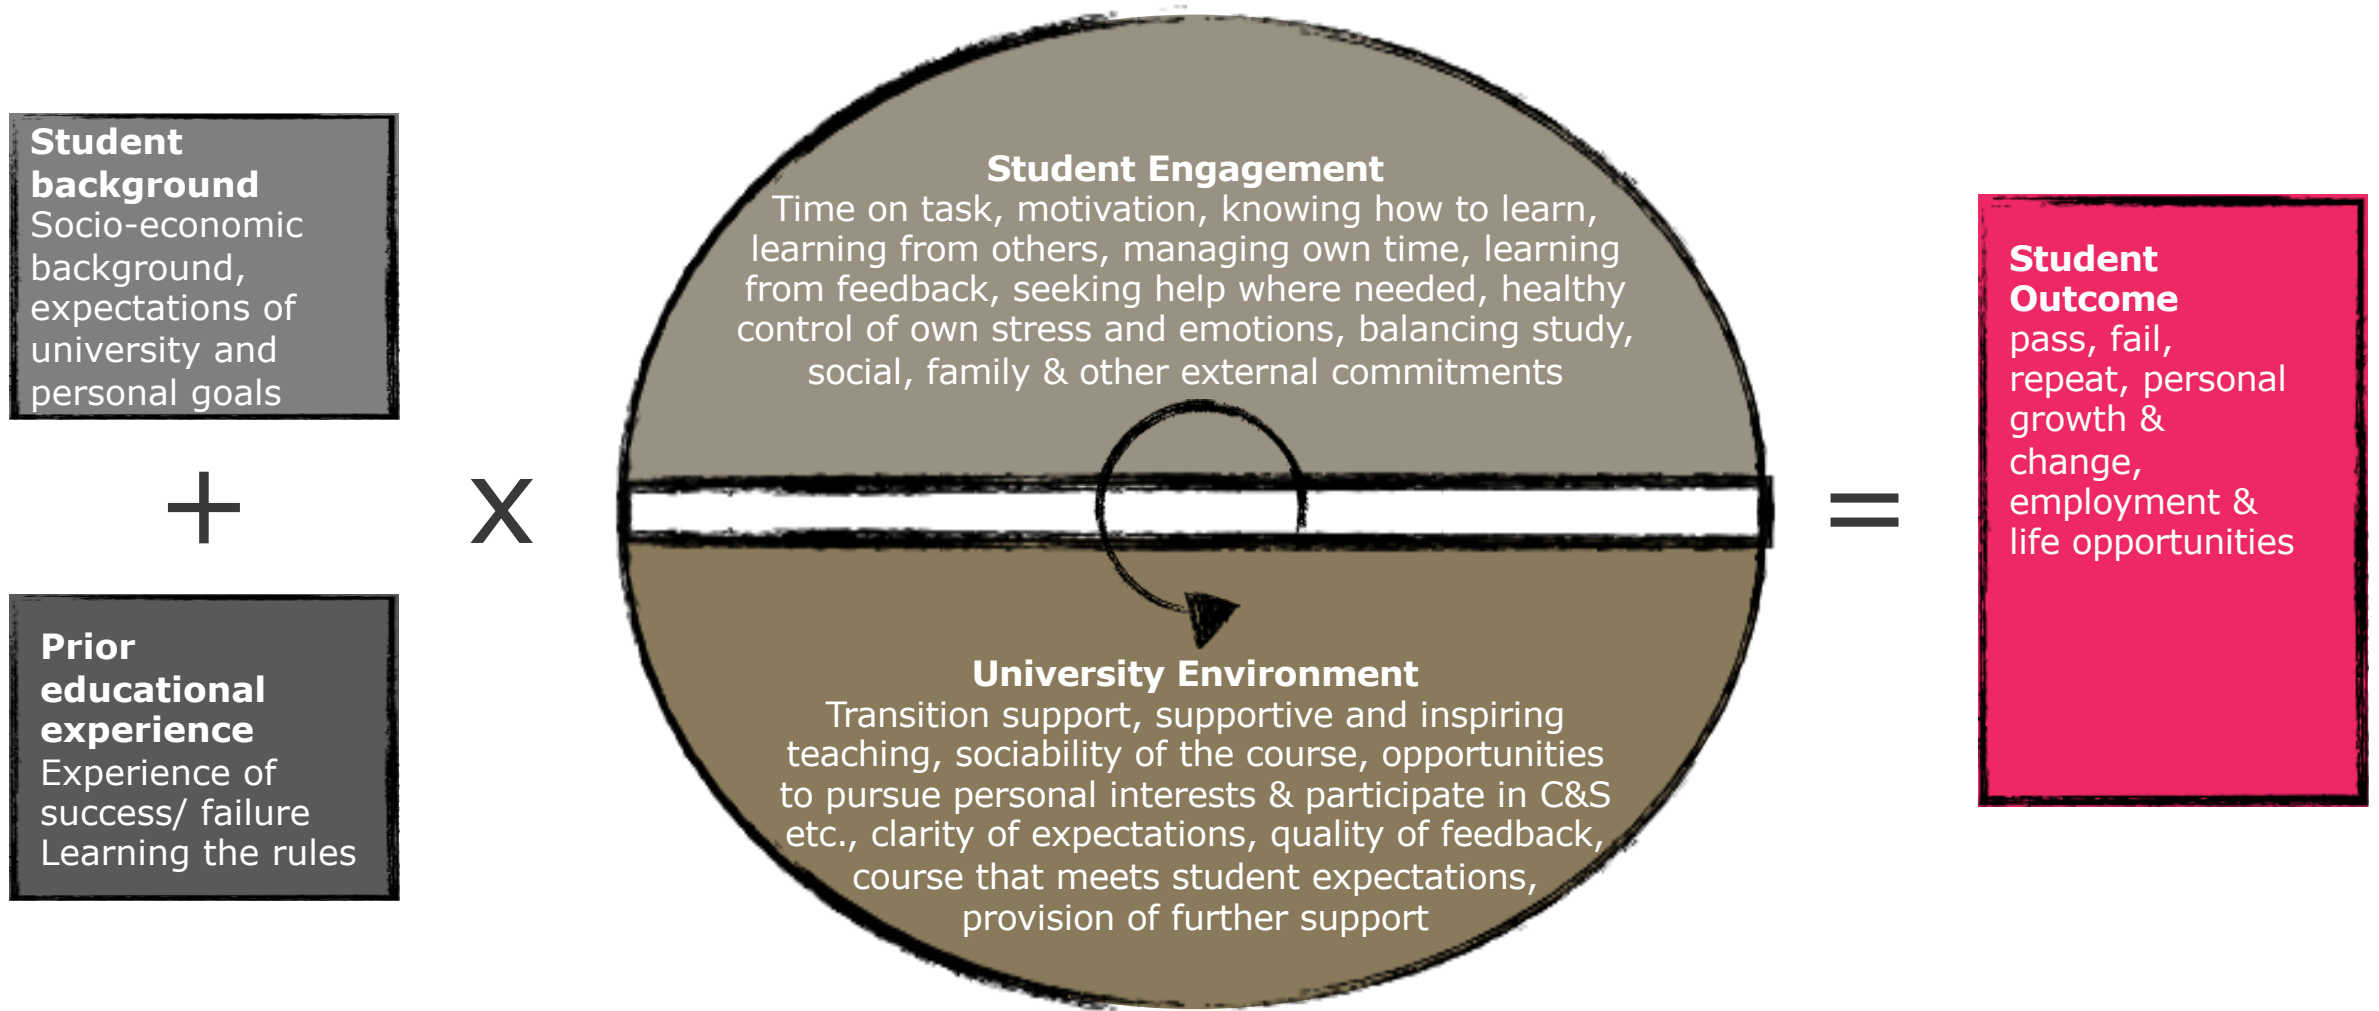 Student
background
Socio-economic
background,
expectations of
university and
personal goals
+
Prior
educational
experience
Experience of
success/ failure
Learning the rules
x
Student Engagement
Time on task, motivation, knowing how to learn,
learning from others, managing own time, learning
from feedback, seeking help where needed, healthy
control of own stress and emotions, balancing study,
social, family & other external commitments
University Environment
Transition support, supportive and inspiring
teaching, sociability of the course, opportunities
to pursue personal interests & participate in C&S
etc., clarity of expectations, quality of feedback,
course that meets student expectations,
provision of further support
=
Student
Outcome
pass, fail,
repeat, personal
growth &
change,
employment &
life opportunities